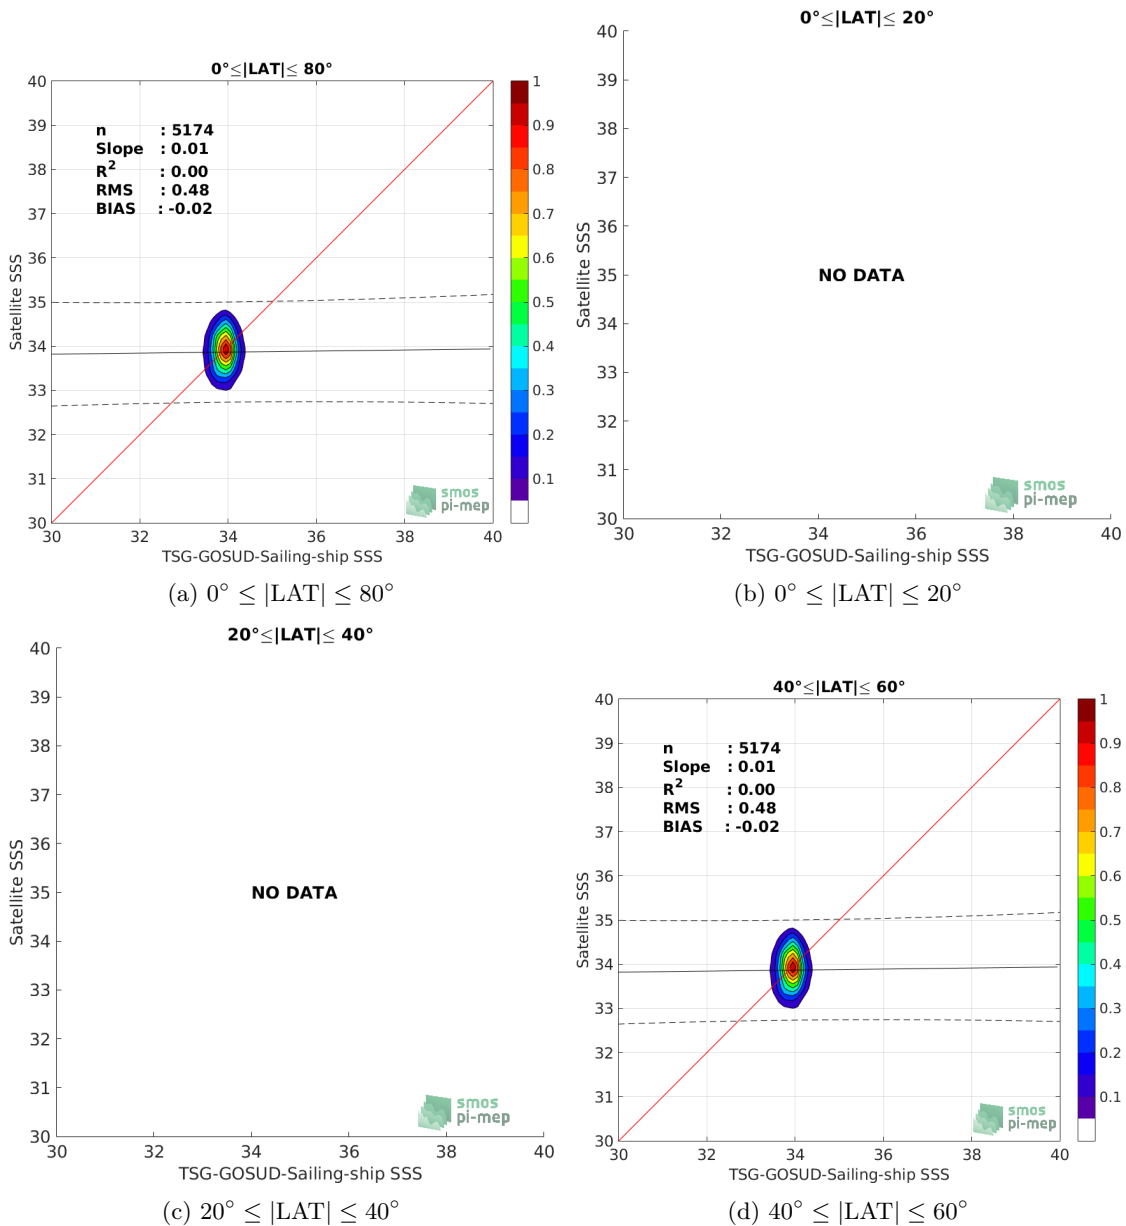 0°≤|LAT|≤ 80°
n : 5174
Slope : 0.01
R² : 0.00
RMS : 0.48
BIAS : -0.02
Satellite SSS
40
39
38
37
36
35
34
33
32
31
30
30 32 34 36 38 40
TSG-GOSUD-Sailing-ship SSS
1
0.9
0.8
0.7
0.6
0.5
0.4
0.3
0.2
0.1
smos
pi-mep
(a) 0° ≤ |LAT| ≤ 80°
0°≤|LAT|≤ 20°
Satellite SSS
40
39
38
37
36
35
34
33
32
31
30
NO DATA
smos
pi-mep
30 32 34 36 38 40
TSG-GOSUD-Sailing-ship SSS
(b) 0° ≤ |LAT| ≤ 20°
20°≤|LAT|≤ 40°
Satellite SSS
40
39
38
37
36
35
34
33
32
31
30
NO DATA
smos
pi-mep
30 32 34 36 38 40
TSG-GOSUD-Sailing-ship SSS
(c) 20° ≤ |LAT| ≤ 40°
40°≤|LAT|≤ 60°
n : 5174
Slope : 0.01
R² : 0.00
RMS : 0.48
BIAS : -0.02
Satellite SSS
40
39
38
37
36
35
34
33
32
31
30
30 32 34 36 38 40
TSG-GOSUD-Sailing-ship SSS
1
0.9
0.8
0.7
0.6
0.5
0.4
0.3
0.2
0.1
smos
pi-mep
(d) 40° ≤ |LAT| ≤ 60°